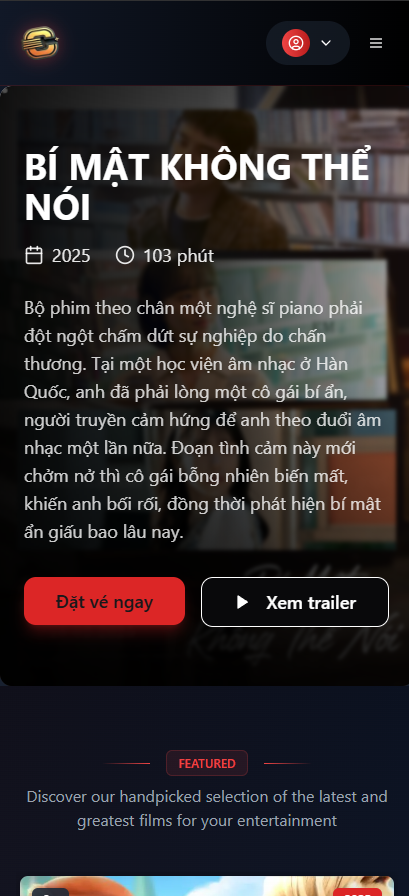 BÍ MẬT KHÔNG THỂ
NÓI
2025 103 phút
Bộ phim theo chân một nghệ sĩ piano phải
đột ngột chấm dứt sự nghiệp do chấn
thương. Tại một học viện âm nhạc ở Hàn
Quốc, anh đã phải lòng một cô gái bí ẩn,
người truyền cảm hứng để anh theo đuổi âm
nhạc một lần nữa. Đoạn tình cảm này mới
chởm nở thì cô gái bỗng nhiên biến mất,
khiến anh bối rối, đồng thời phát hiện bí mật
ẩn giấu bao lâu nay.
Đặt vé ngay Xem trailer
Không Thể Nói
FEATURED
Discover our handpicked selection of the latest and
greatest films for your entertainment